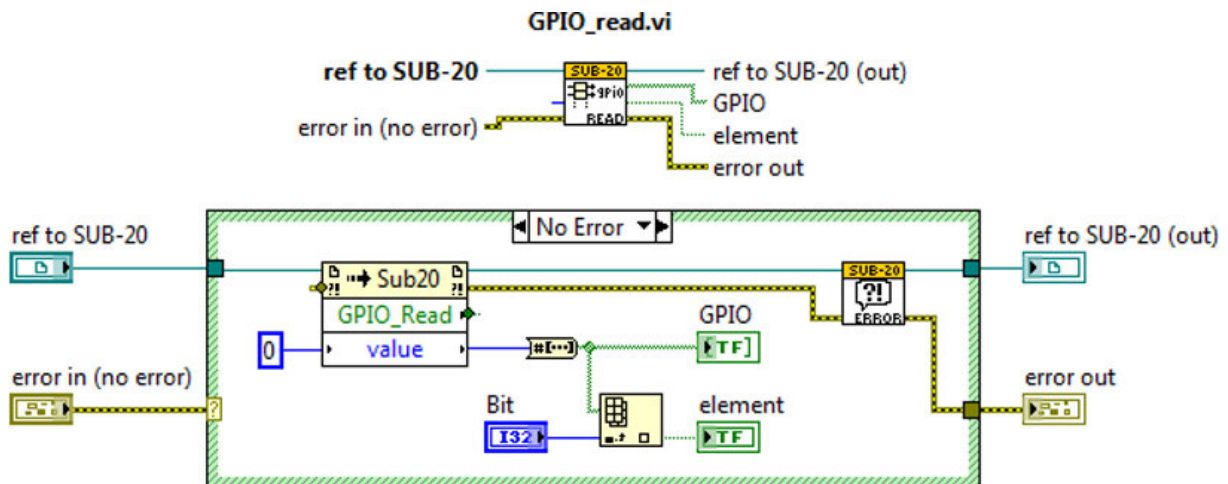 GPIO_read.vi
ref to SUB-20
SUB-20
ref to SUB-20 (out)
gpio
GPIO
READ
error in (no error)
element
error out
No Error
ref to SUB-20
ref to SUB-20 (out)
Sub20
SUB-20
?!
?!
?!
ERROR
GPIO_Read
GPIO
0
value
#[...]
TF
error in (no error)
?
error out
Bit
element
I32
TF